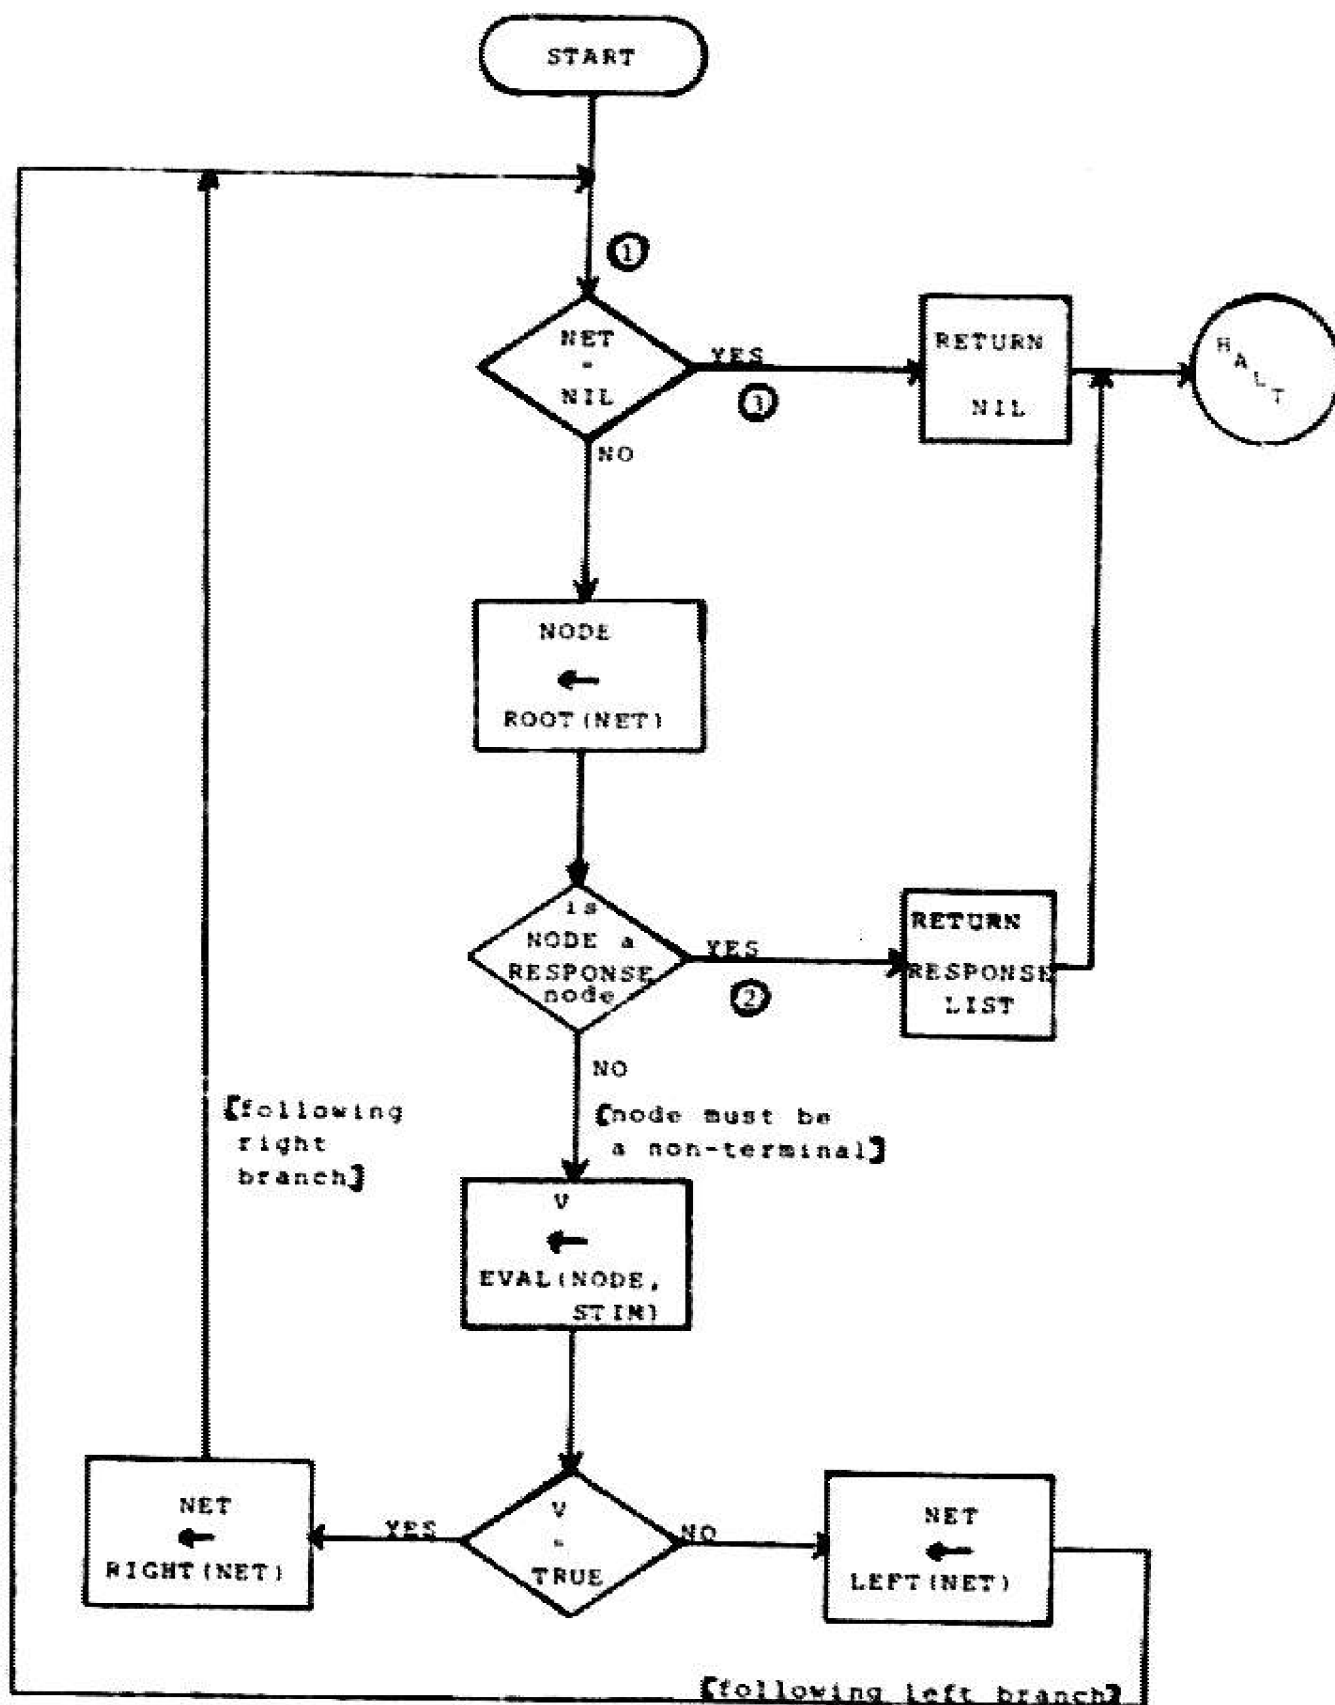 START
①
NET
=
NIL
YES
③
RETURN
NIL
HALT
NO
NODE
←
ROOT(NET)
is
NODE a
RESPONSE
node
YES
②
RETURN
RESPONSE
LIST
NO
[following
right
branch]
[node must be
a non-terminal]
V
←
EVAL(NODE,
STIM)
NET
←
RIGHT(NET)
YES
V
=
TRUE
NO
NET
←
LEFT(NET)
[following left branch]